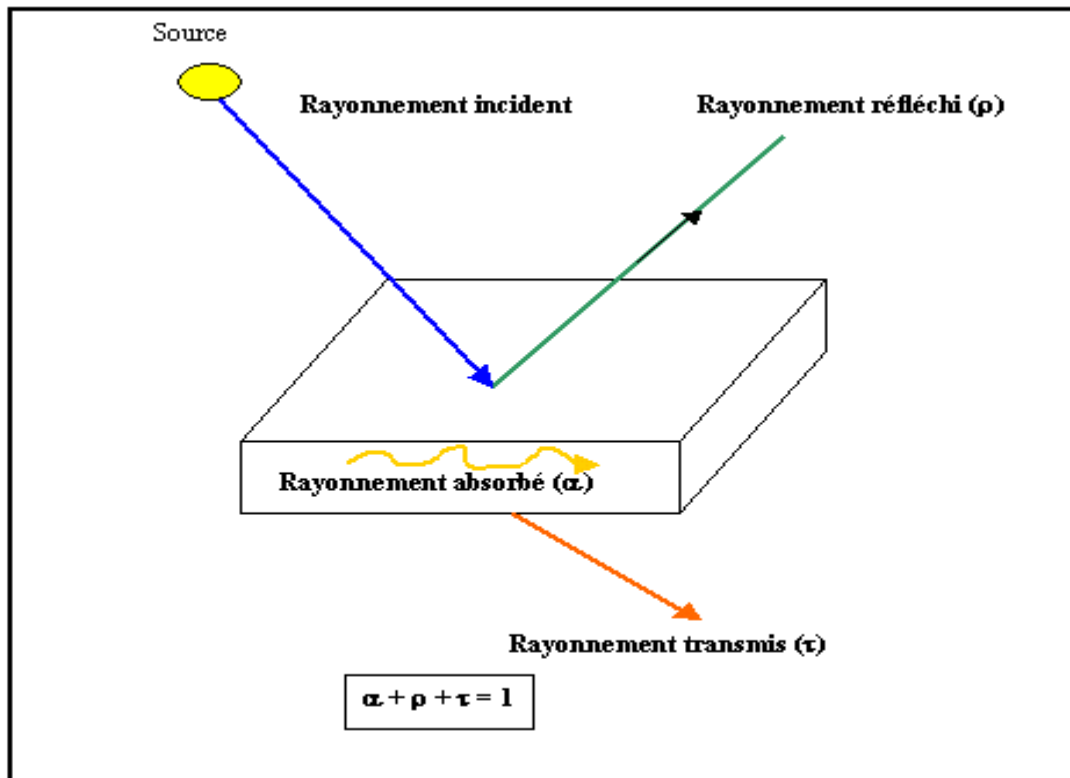 Source
Rayonnement incident
Rayonnement réfléchi (ρ)
Rayonnement absorbé (α)
Rayonnement transmis (τ)
α + ρ + τ = 1